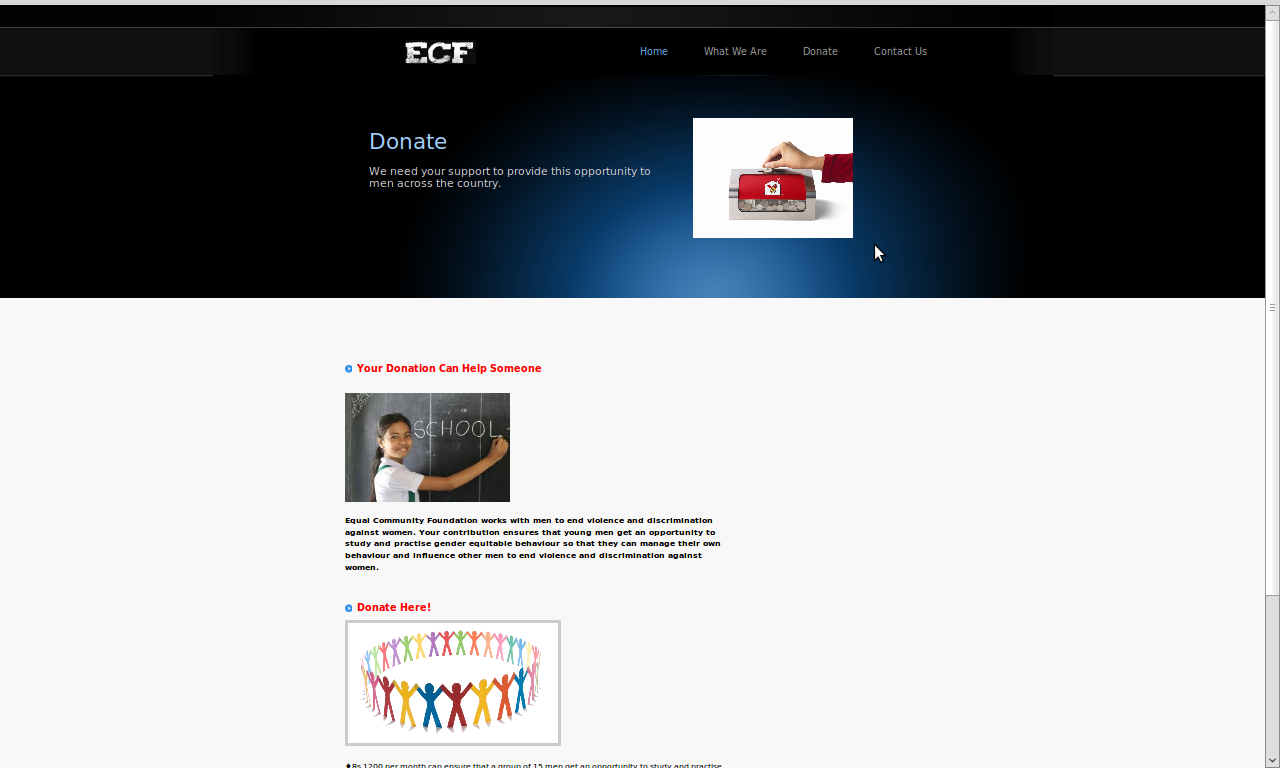 ECF
Home What We Are Donate Contact Us
Donate
We need your support to provide this opportunity to
men across the country.
Your Donation Can Help Someone
SCHOOL
Equal Community Foundation works with men to end violence and discrimination
against women. Your contribution ensures that young men get an opportunity to
study and practise gender equitable behaviour so that they can manage their own
behaviour and influence other men to end violence and discrimination against
women.
Donate Here!
♦Rs 1200 per month can ensure that a group of 15 men get an opportunity to study and practise